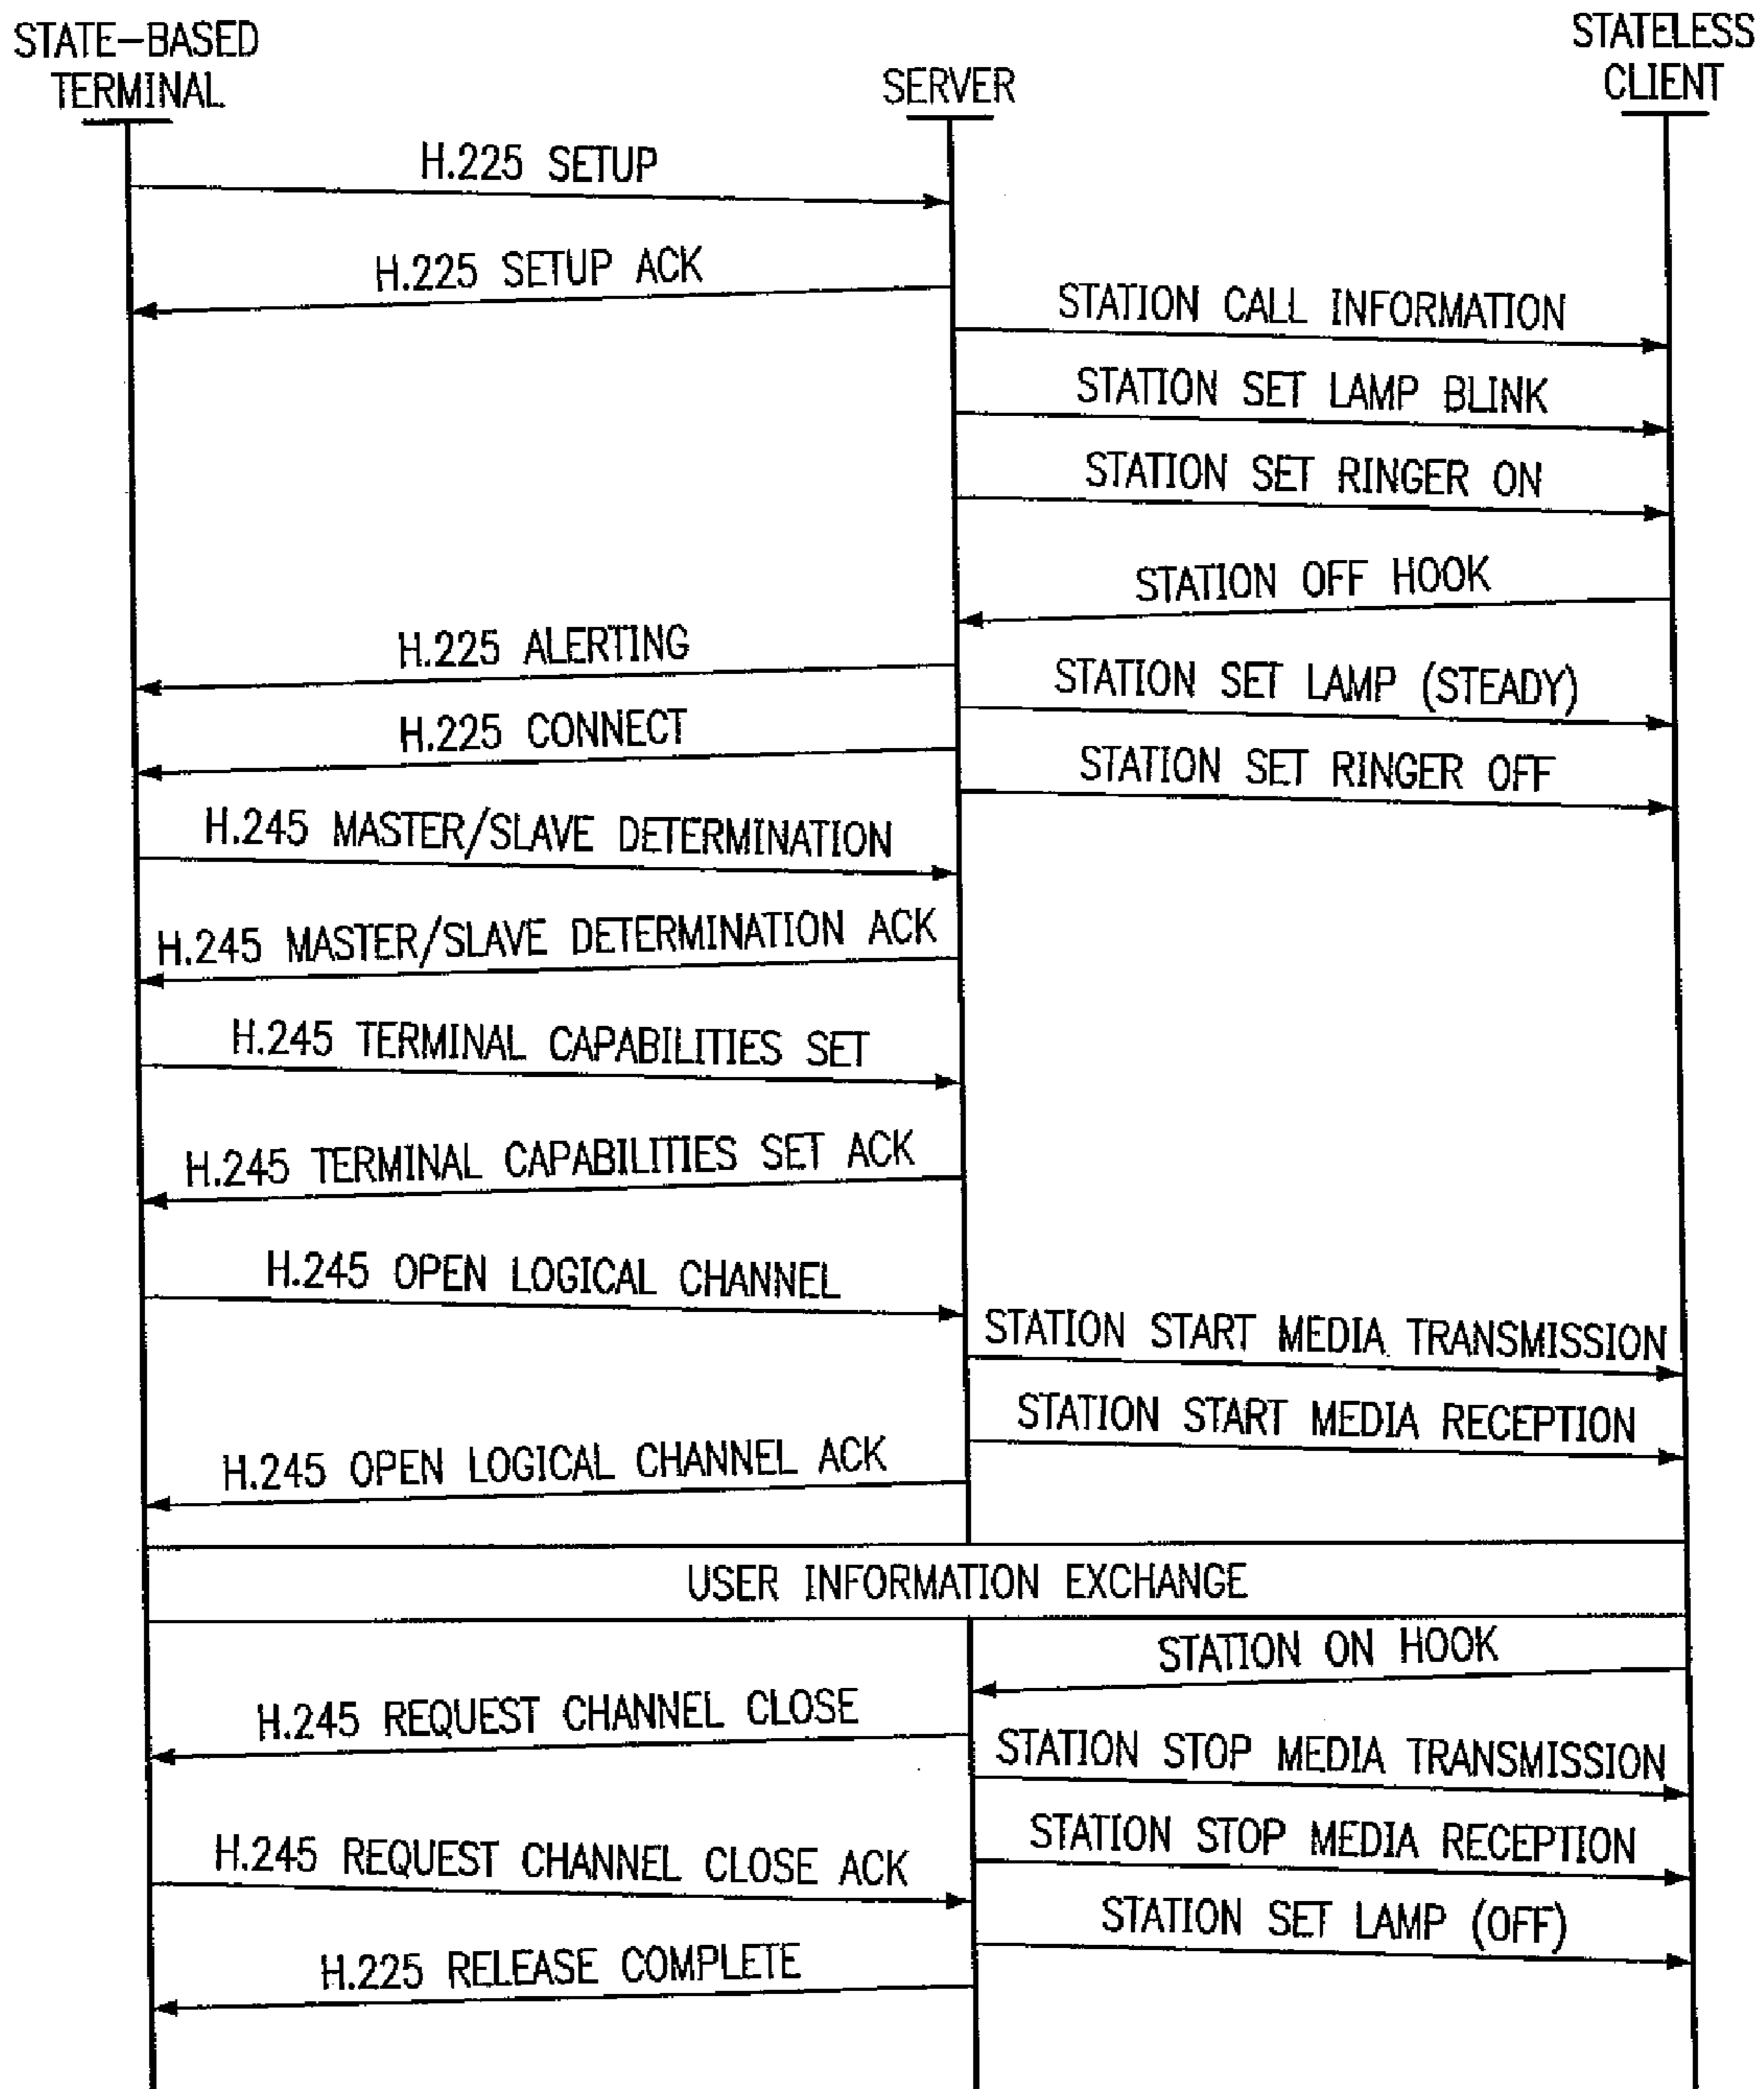 STATE-BASED
TERMINAL
SERVER
STATELESS
CLIENT
H.225 SETUP
H.225 SETUP ACK
STATION CALL INFORMATION
STATION SET LAMP BLINK
STATION SET RINGER ON
STATION OFF HOOK
H.225 ALERTING
STATION SET LAMP (STEADY)
H.225 CONNECT
STATION SET RINGER OFF
H.245 MASTER/SLAVE DETERMINATION
H.245 MASTER/SLAVE DETERMINATION ACK
H.245 TERMINAL CAPABILITIES SET
H.245 TERMINAL CAPABILITIES SET ACK
H.245 OPEN LOGICAL CHANNEL
STATION START MEDIA TRANSMISSION
STATION START MEDIA RECEPTION
H.245 OPEN LOGICAL CHANNEL ACK
USER INFORMATION EXCHANGE
STATION ON HOOK
H.245 REQUEST CHANNEL CLOSE
STATION STOP MEDIA TRANSMISSION
STATION STOP MEDIA RECEPTION
H.245 REQUEST CHANNEL CLOSE ACK
STATION SET LAMP (OFF)
H.225 RELEASE COMPLETE